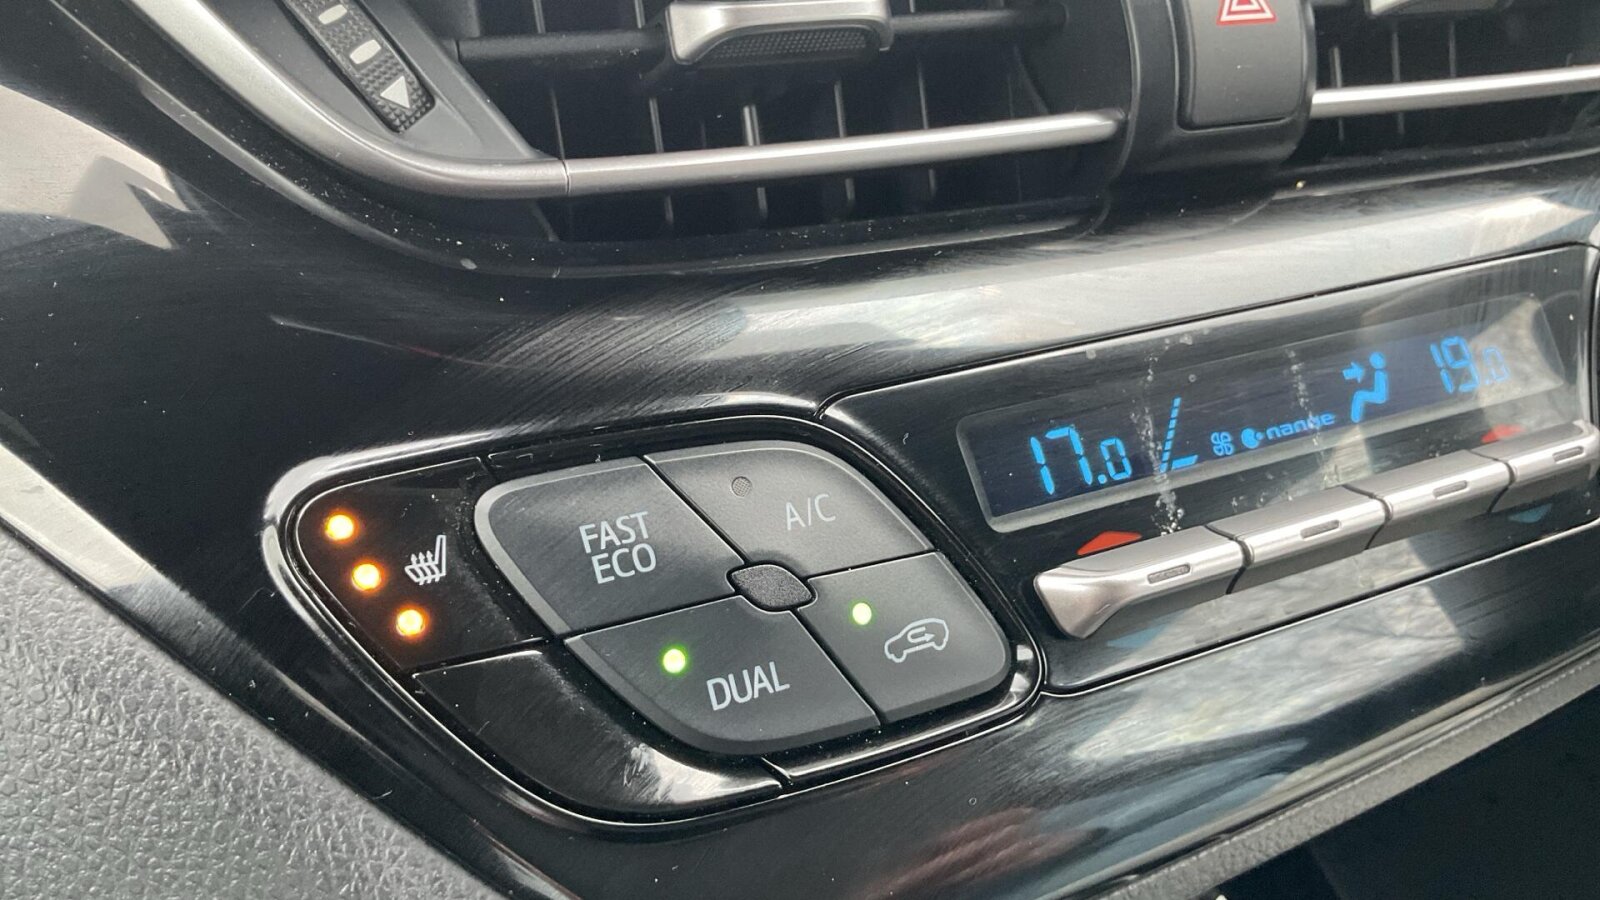 17.0
nanoe
19.0
FAST
ECO
A/C
DUAL